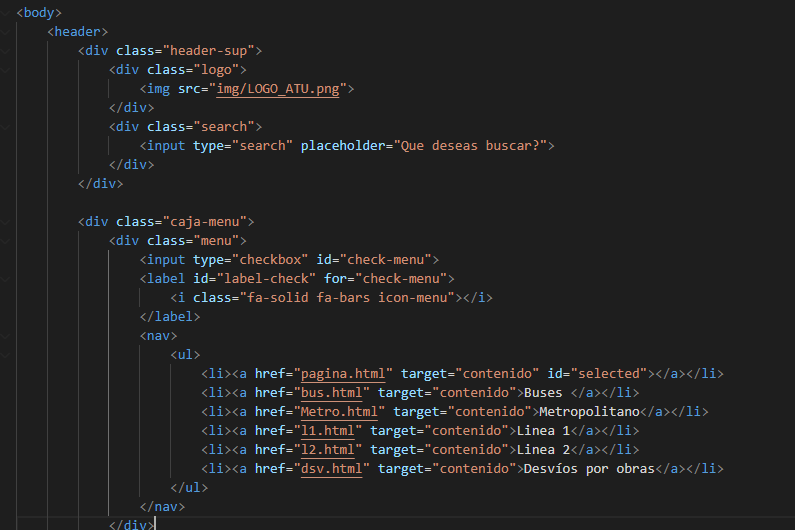 <body>
<header>
<div class="header-sup">
<div class="logo">
<img src="img/LOGO_ATU.png">
</div>
<div class="search">
<input type="search" placeholder="Que deseas buscar?">
</div>
</div>
<div class="caja-menu">
<div class="menu">
<input type="checkbox" id="check-menu">
<label id="label-check" for="check-menu">
<i class="fa-solid fa-bars icon-menu"></i>
</label>
<nav>
<ul>
<li><a href="pagina.html" target="contenido" id="selected"></a></li>
<li><a href="bus.html" target="contenido">Buses </a></li>
<li><a href="Metro.html" target="contenido">Metropolitano</a></li>
<li><a href="l1.html" target="contenido">Linea 1</a></li>
<li><a href="l2.html" target="contenido">Linea 2</a></li>
<li><a href="dsv.html" target="contenido">Desvíos por obras</a></li>
</ul>
</nav>
</div>